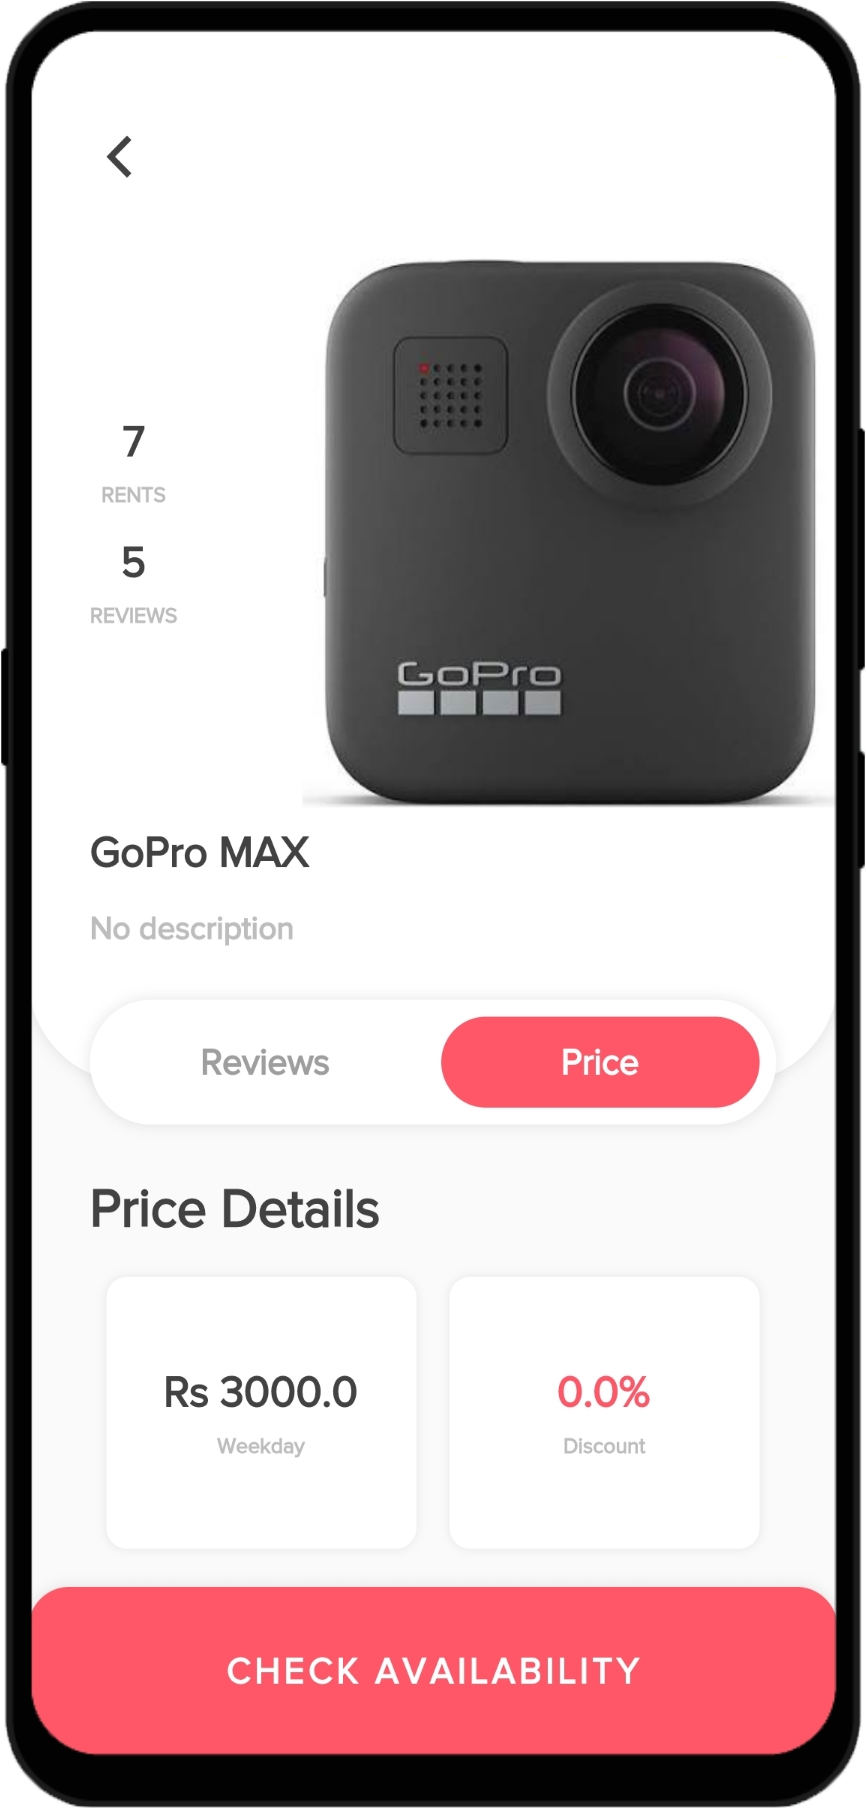 7
RENTS
5
REVIEWS
GoPro
GoPro MAX
No description
Reviews
Price
Price Details
Rs 3000.0
Weekday
0.0%
Discount
CHECK AVAILABILITY